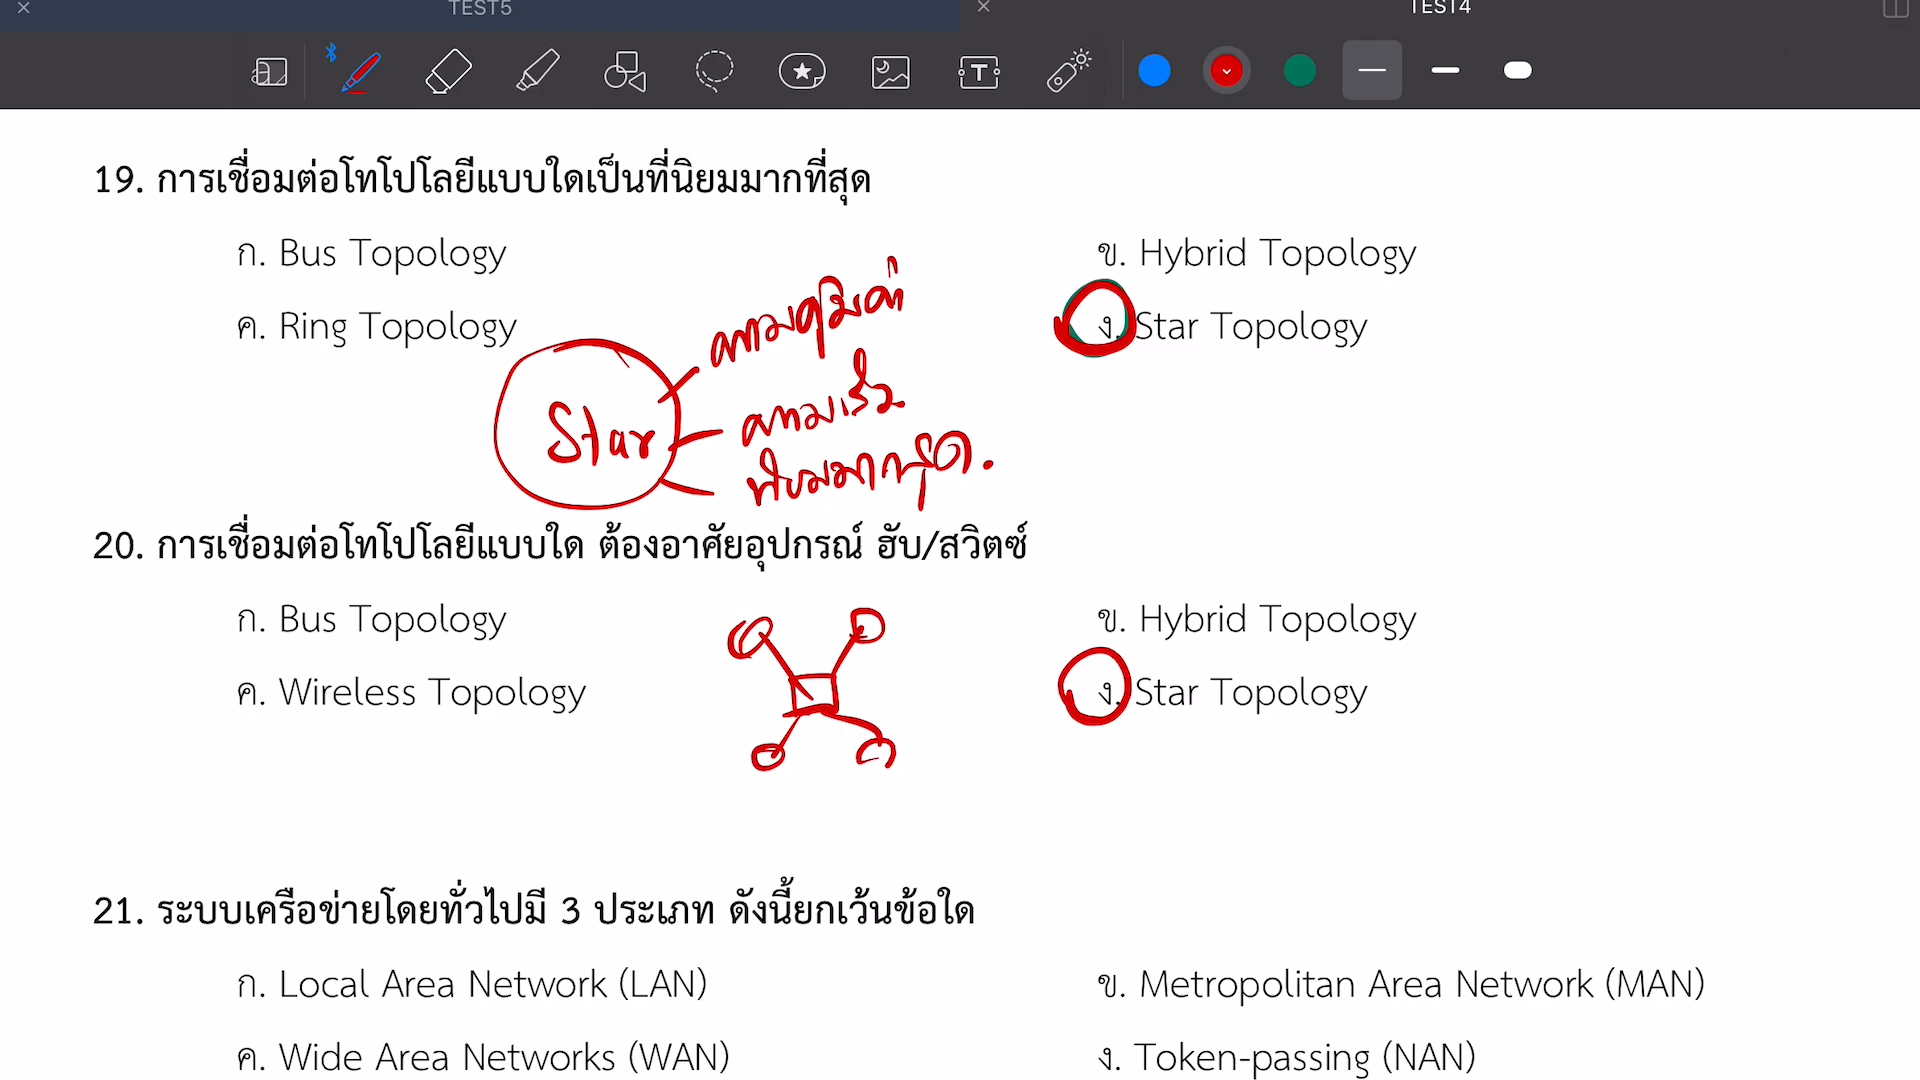 TEST5
TEST4
19. การเชื่อมต่อโทโปโลยีแบบใดเป็นที่นิยมมากที่สุด
ก. Bus Topology
ข. Hybrid Topology
ค. Ring Topology
ง. Star Topology
Star
ความคุ้มค่า
ความเร็ว
นิยมมากสุด.
20. การเชื่อมต่อโทโปโลยีแบบใด ต้องอาศัยอุปกรณ์ ฮับ/สวิตซ์
ก. Bus Topology
ข. Hybrid Topology
ค. Wireless Topology
ง. Star Topology
21. ระบบเครือข่ายโดยทั่วไปมี 3 ประเภท ดังนี้ยกเว้นข้อใด
ก. Local Area Network (LAN)
ข. Metropolitan Area Network (MAN)
ค. Wide Area Networks (WAN)
ง. Token-passing (NAN)